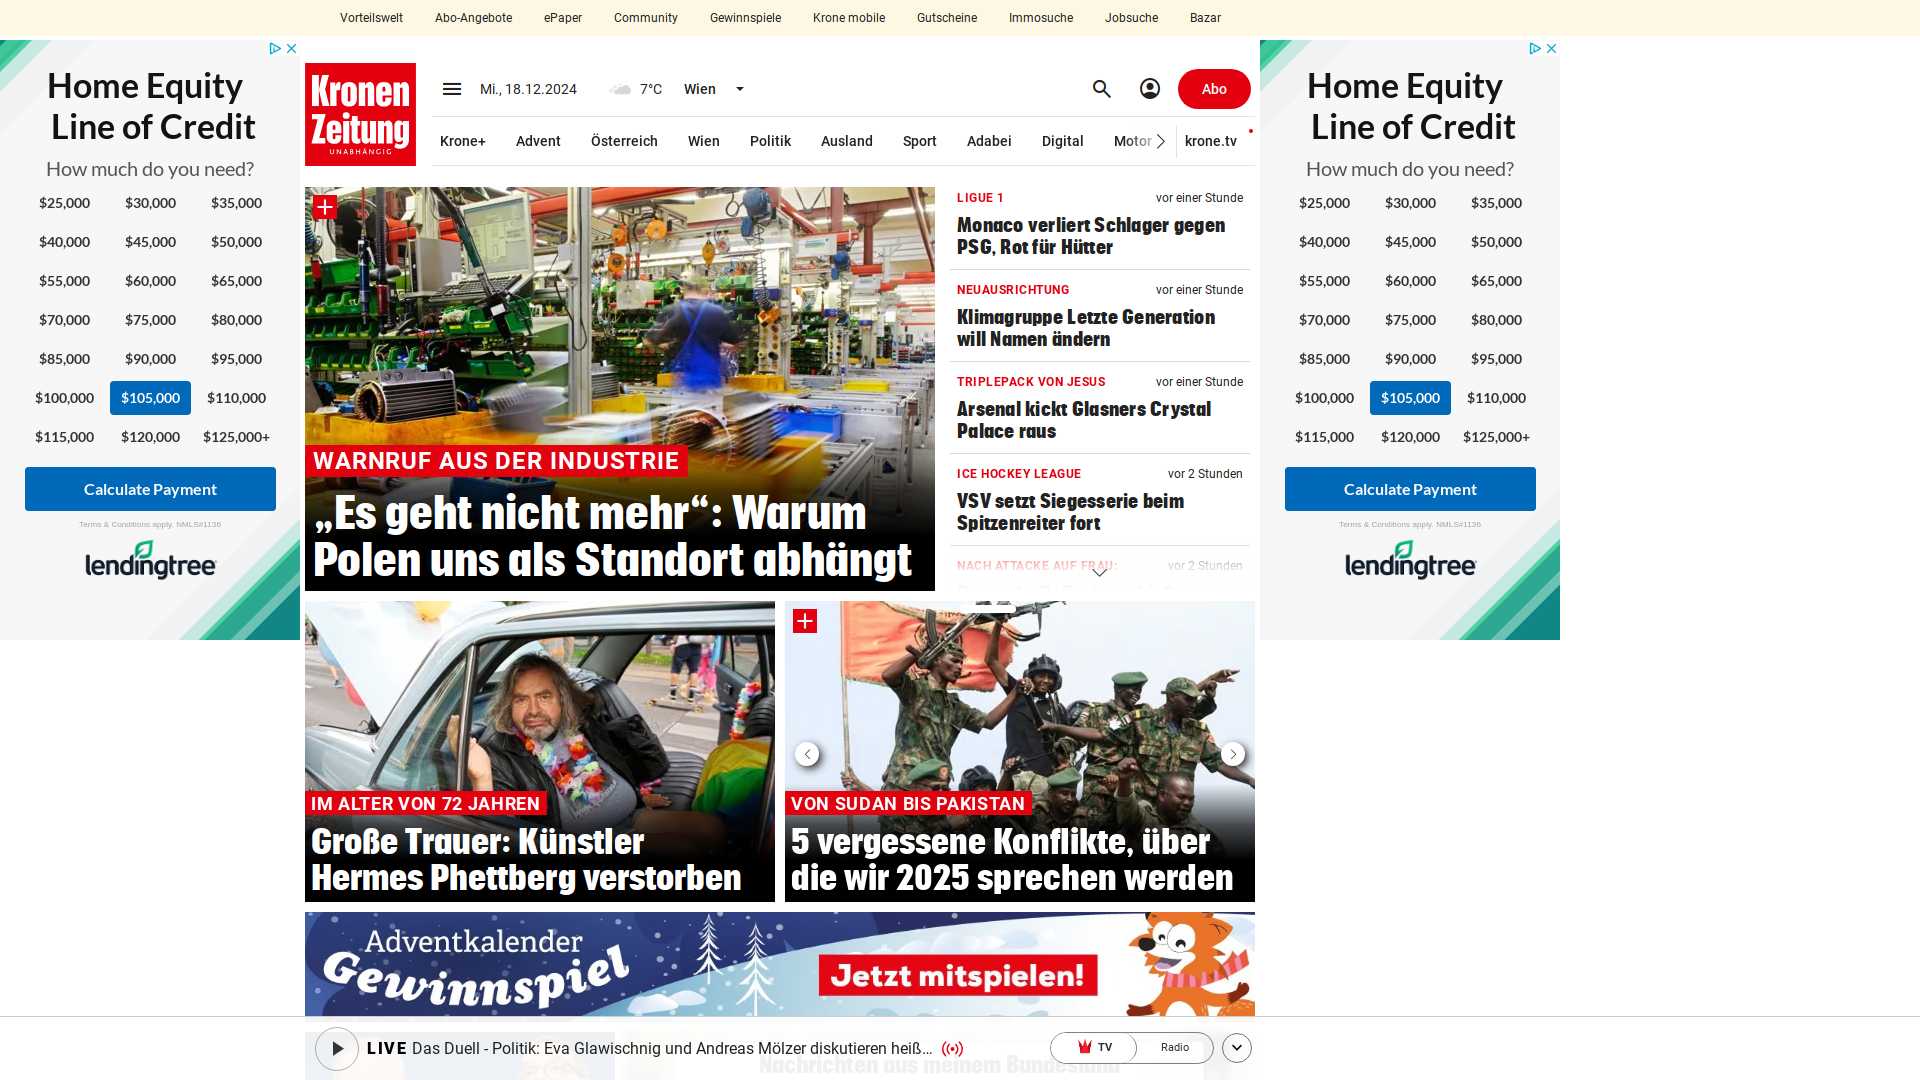 Vorteilswelt Abo-Angebote ePaper Community Gewinnspiele Krone mobile Gutscheine Immosuche Jobsuche Bazar
Home Equity
Line of Credit
How much do you need?
$25,000 $30,000 $35,000
$40,000 $45,000 $50,000
$55,000 $60,000 $65,000
$70,000 $75,000 $80,000
$85,000 $90,000 $95,000
$100,000 $105,000 $110,000
$115,000 $120,000 $125,000+
Calculate Payment
Terms & Conditions apply. NMLS#1136
lendingtree
Kronen
Zeitung
UNABHÄNGIG
Mi., 18.12.2024 7°C Wien
Abo
Krone+ Advent Österreich Wien Politik Ausland Sport Adabei Digital Motor krone.tv
WARNRUF AUS DER INDUSTRIE
„Es geht nicht mehr“: Warum
Polen uns als Standort abhängt
LIGUE 1 vor einer Stunde
Monaco verliert Schlager gegen
PSG, Rot für Hütter
NEUAUSRICHTUNG vor einer Stunde
Klimagruppe Letzte Generation
will Namen ändern
TRIPLEPACK VON JESUS vor einer Stunde
Arsenal kickt Glasners Crystal
Palace raus
ICE HOCKEY LEAGUE vor 2 Stunden
VSV setzt Siegesserie beim
Spitzenreiter fort
NACH ATTACKE AUF FRAU: vor 2 Stunden
IM ALTER VON 72 JAHREN
Große Trauer: Künstler
Hermes Phettberg verstorben
VON SUDAN BIS PAKISTAN
5 vergessene Konflikte, über
die wir 2025 sprechen werden
Adventkalender
Gewinnspiel
Jetzt mitspielen!
LIVE Das Duell - Politik: Eva Glawischnig und Andreas Mölzer diskutieren heiß...
TV Radio
Nachrichten aus meinem Bundesland
Home Equity
Line of Credit
How much do you need?
$25,000 $30,000 $35,000
$40,000 $45,000 $50,000
$55,000 $60,000 $65,000
$70,000 $75,000 $80,000
$85,000 $90,000 $95,000
$100,000 $105,000 $110,000
$115,000 $120,000 $125,000+
Calculate Payment
Terms & Conditions apply. NMLS#1136
lendingtree